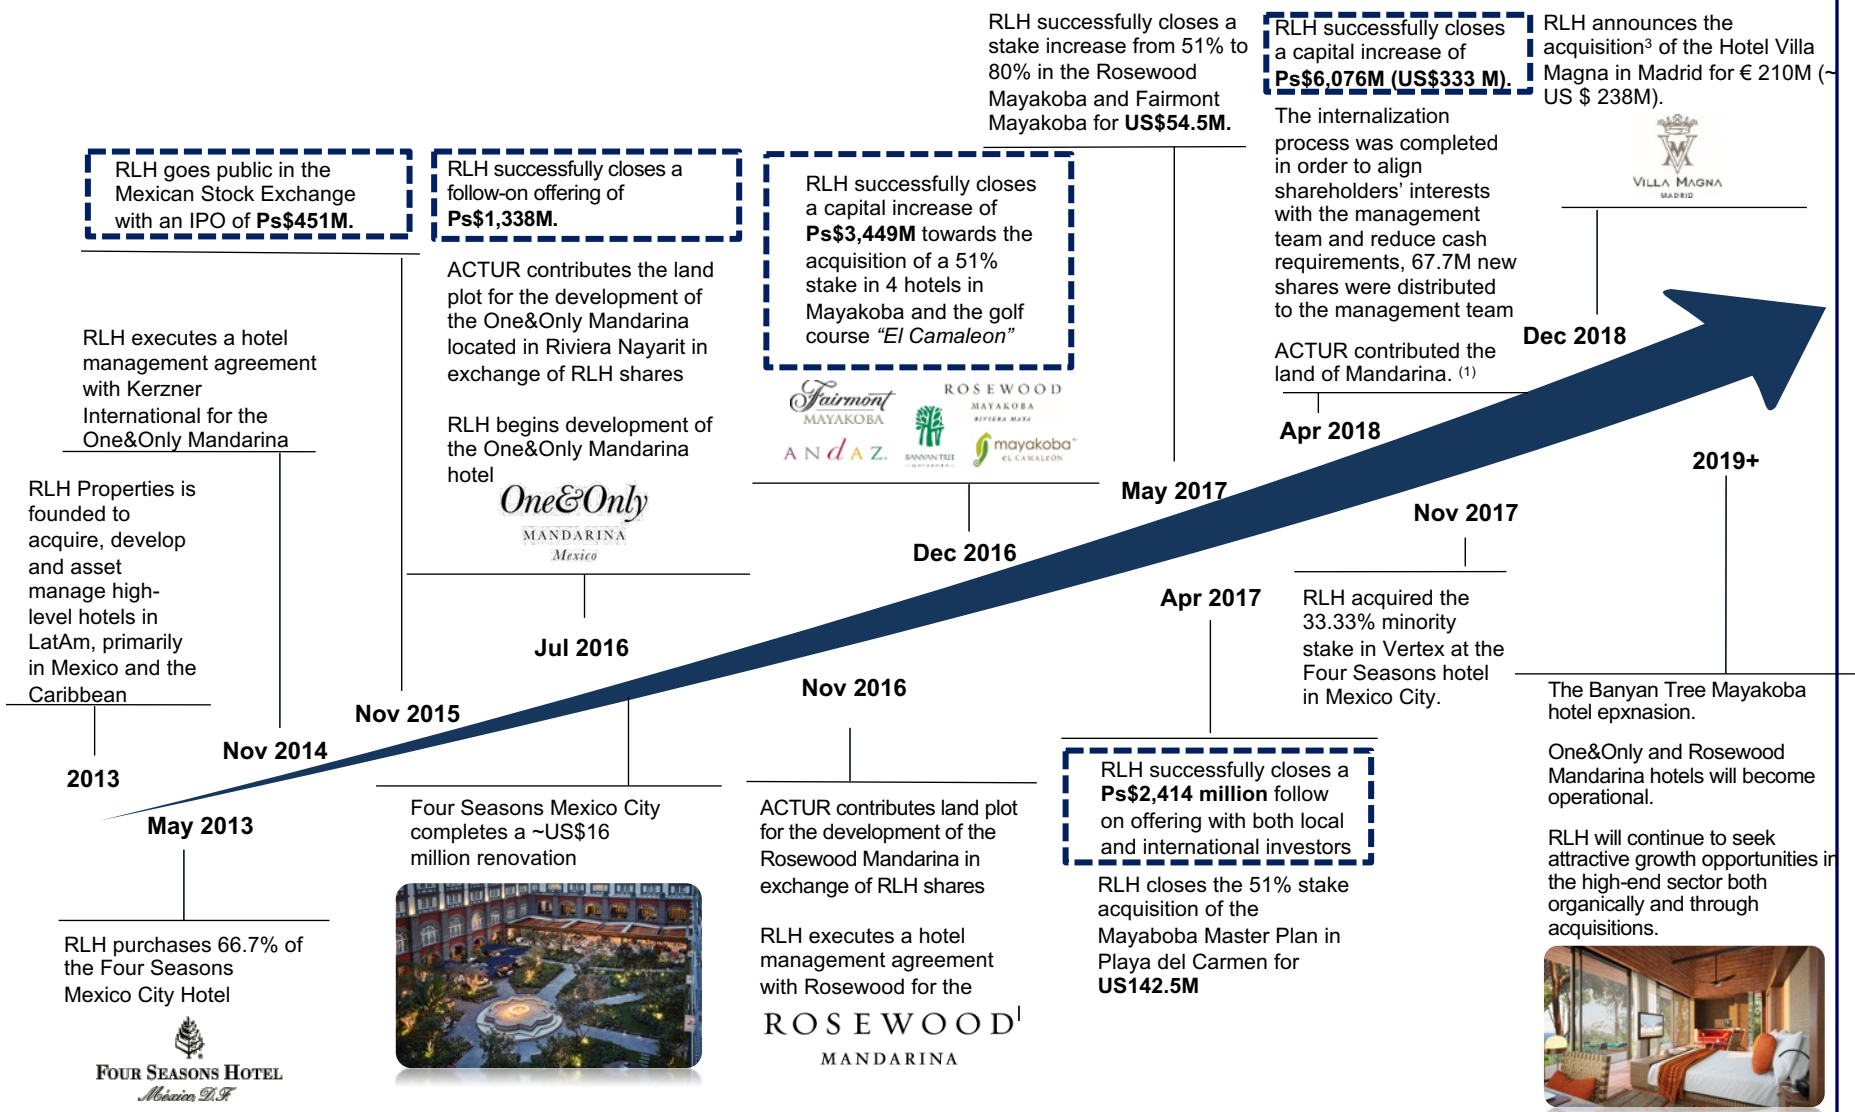 RLH Properties is
founded to
acquire, develop
and asset
manage high-
level hotels in
LatAm, primarily
in Mexico and the
Caribbean
2013
May 2013
RLH purchases 66.7% of
the Four Seasons
Mexico City Hotel
FOUR SEASONS HOTEL
México, D.F.
RLH executes a hotel
management agreement
with Kerzner
International for the
One&Only Mandarina
Nov 2014
RLH goes public in the
Mexican Stock Exchange
with an IPO of Ps$451M.
Nov 2015
RLH successfully closes a
follow-on offering of
Ps$1,338M.
ACTUR contributes the land
plot for the development of
the One&Only Mandarina
located in Riviera Nayarit in
exchange of RLH shares
RLH begins development of
the One&Only Mandarina
hotel
One&Only
MANDARINA
Mexico
Jul 2016
Four Seasons Mexico City
completes a ~US$16
million renovation
Nov 2016
ACTUR contributes land plot
for the development of the
Rosewood Mandarina in
exchange of RLH shares
RLH executes a hotel
management agreement
with Rosewood for the
ROSEWOOD
MANDARINA
RLH successfully closes
a capital increase of
Ps$3,449M towards the
acquisition of a 51%
stake in 4 hotels in
Mayakoba and the golf
course “El Camaleon”
Fairmont
MAYAKOBA
ROSEWOOD
MAYAKOBA
RIVIERA MAYA
ANdAZ.
BANYAN TREE
MAYAKOBA
mayakoba
EL CAMALEÓN
Dec 2016
Apr 2017
RLH successfully closes a
Ps$2,414 million follow
on offering with both local
and international investors
RLH closes the 51% stake
acquisition of the
Mayaboba Master Plan in
Playa del Carmen for
US142.5M
RLH successfully closes a
stake increase from 51% to
80% in the Rosewood
Mayakoba and Fairmont
Mayakoba for US$54.5M.
May 2017
Nov 2017
RLH acquired the
33.33% minority
stake in Vertex at the
Four Seasons hotel
in Mexico City.
RLH successfully closes
a capital increase of
Ps$6,076M (US$333 M).
The internalization
process was completed
in order to align
shareholders’ interests
with the management
team and reduce cash
requirements, 67.7M new
shares were distributed
to the management team
ACTUR contributed the
land of Mandarina. (1)
Apr 2018
RLH announces the
acquisition³ of the Hotel Villa
Magna in Madrid for € 210M (~
US $ 238M).
VILLA MAGNA
MADRID
Dec 2018
2019+
The Banyan Tree Mayakoba
hotel epxnasion.
One&Only and Rosewood
Mandarina hotels will become
operational.
RLH will continue to seek
attractive growth opportunities in
the high-end sector both
organically and through
acquisitions.